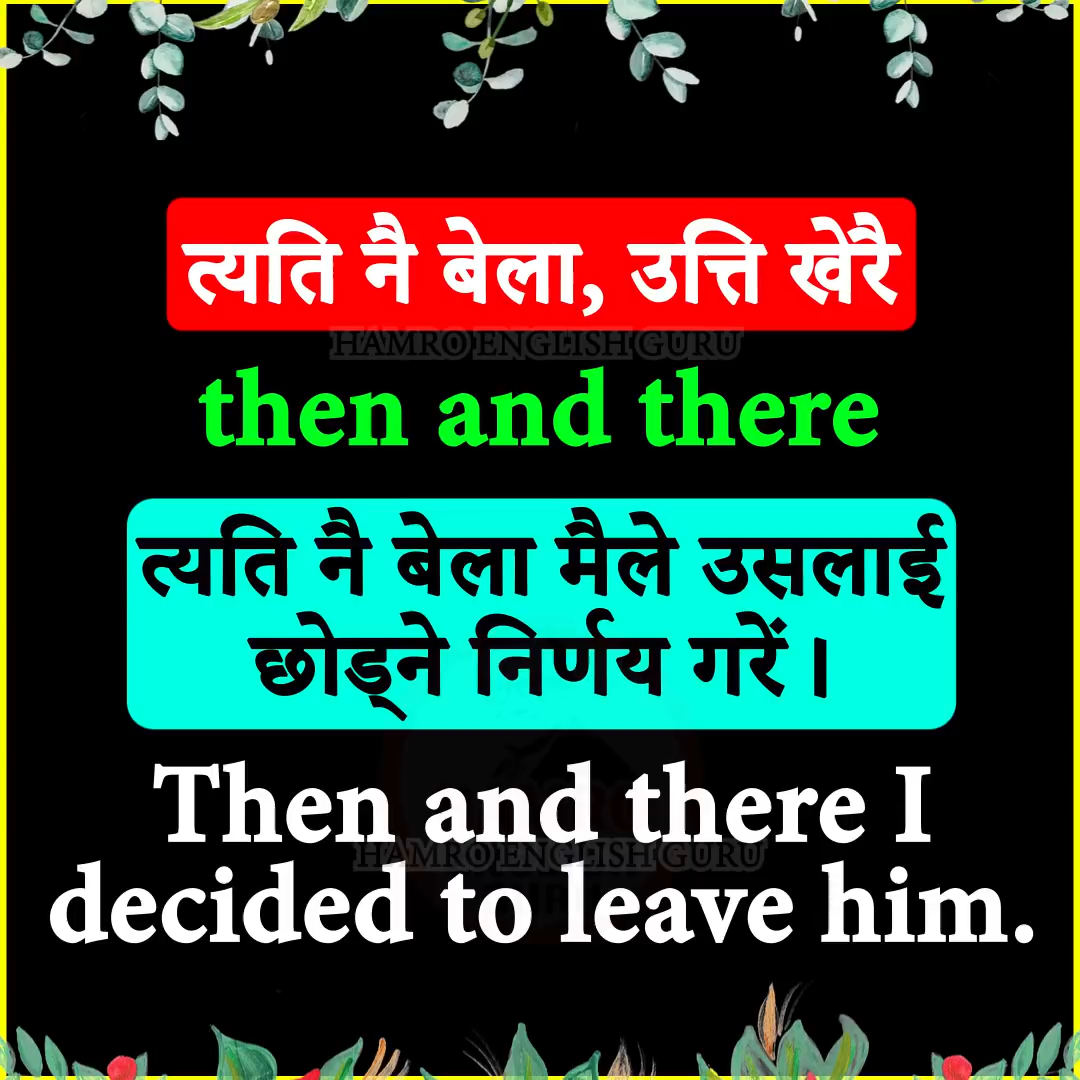 त्यति नै बेला, उत्ति खेरै
HAMRO ENGLISH GURU
then and there
त्यति नै बेला मैले उसलाई
छोड्ने निर्णय गरें ।
Then and there I
HAMRO ENGLISH GURU
decided to leave him.